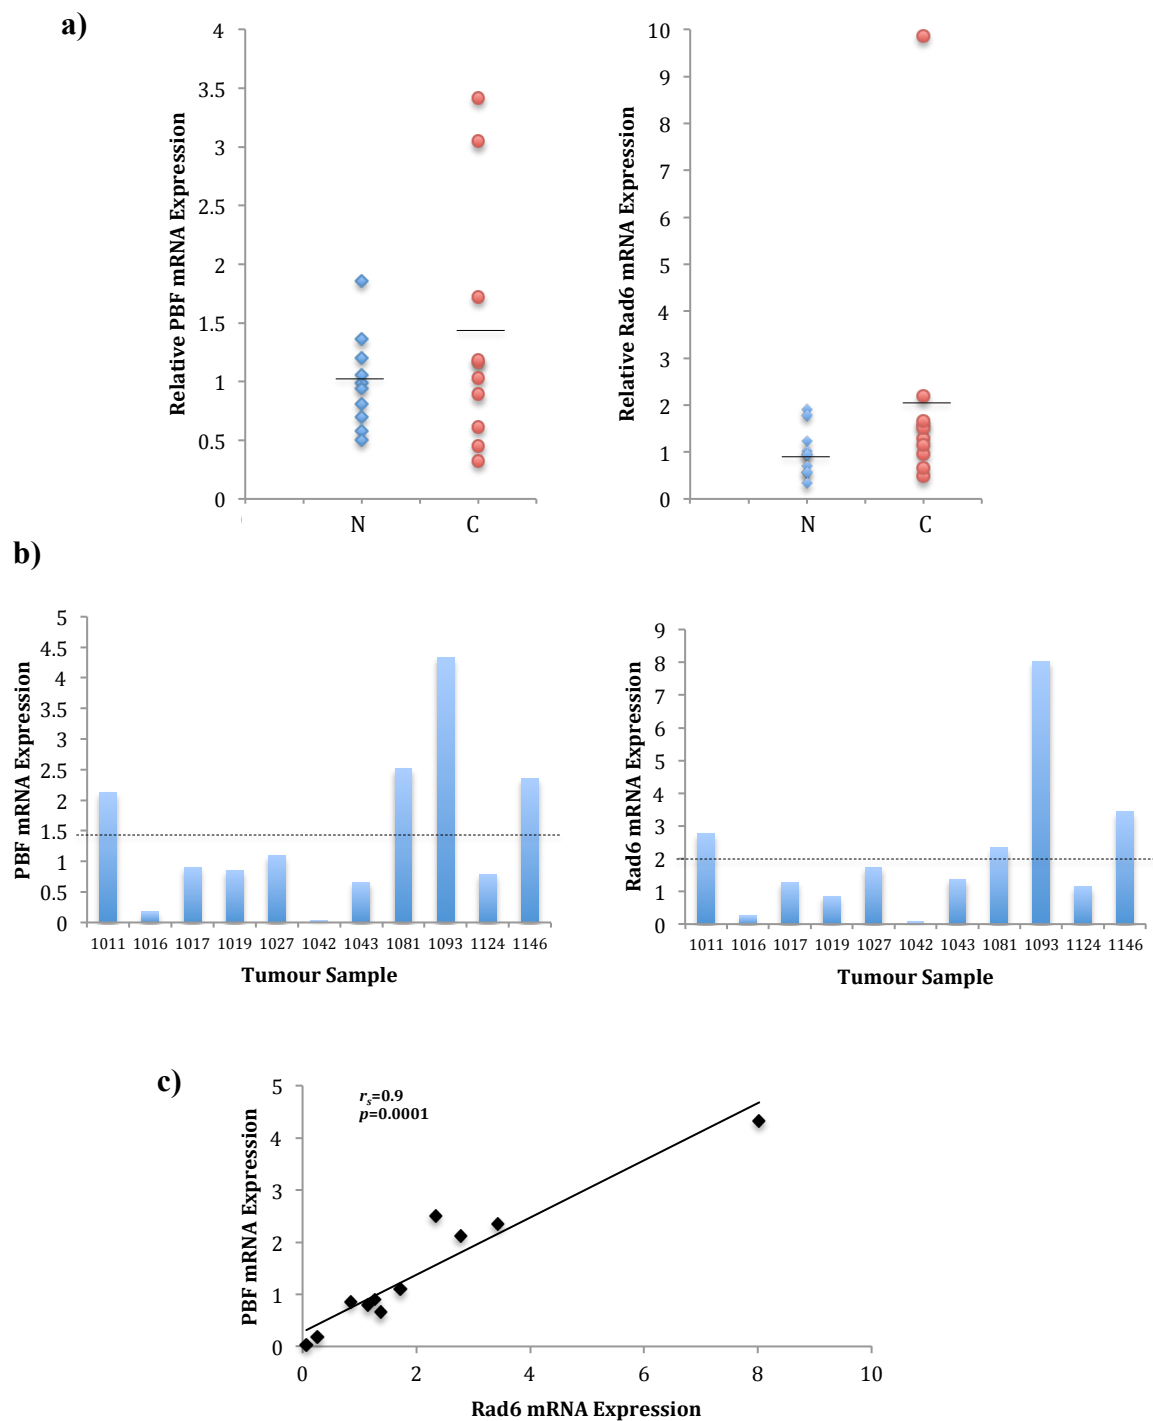 a)
Relative PBF mRNA Expression
4
3.5
3
2.5
2
1.5
1
0.5
0
N C
Relative Rad6 mRNA Expression
10
9
8
7
6
5
4
3
2
1
0
N C
b)
PBF mRNA Expression
5
4.5
4
3.5
3
2.5
2
1.5
1
0.5
0
1011 1016 1017 1019 1027 1042 1043 1081 1093 1124 1146
Tumour Sample
Rad6 mRNA Expression
9
8
7
6
5
4
3
2
1
0
1011 1016 1017 1019 1027 1042 1043 1081 1093 1124 1146
Tumour Sample
c)
rs=0.9
p=0.0001
PBF mRNA Expression
5
4
3
2
1
0
0 2 4 6 8 10
Rad6 mRNA Expression